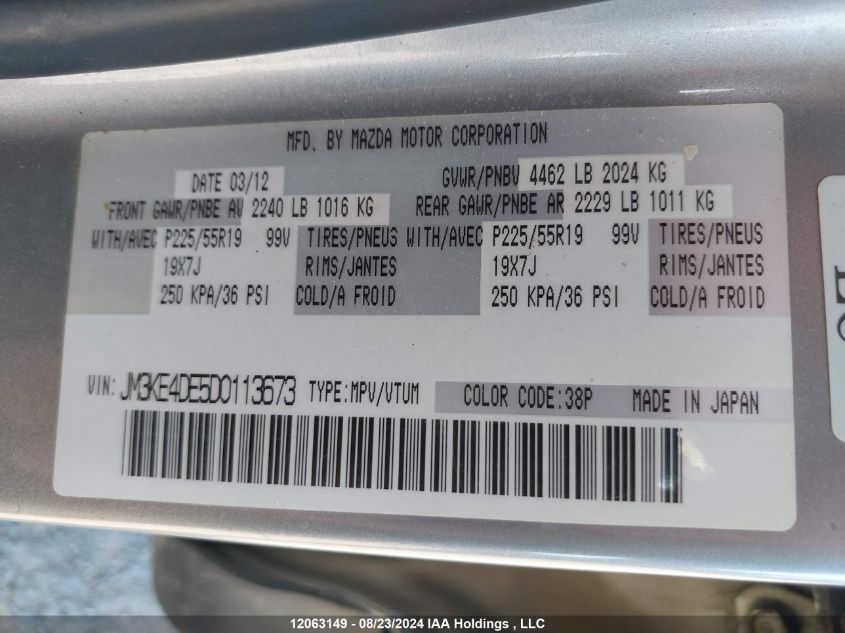 MFD. BY MAZDA MOTOR CORPORATION
DATE 03/12 GVWR/PNBV 4462 LB 2024 KG
FRONT GAWR/PNBE AV 2240 LB 1016 KG REAR GAWR/PNBE AR 2229 LB 1011 KG
WITH/AVEC P225/55R19 99V TIRES/PNEUS WITH/AVEC P225/55R19 99V TIRES/PNEUS
19X7J RIMS/JANTES 19X7J RIMS/JANTES
250 KPA/36 PSI COLD/A FROID 250 KPA/36 PSI COLD/A FROID
VIN: JM3KE4DE5D0113673 TYPE:MPV/VTUM COLOR CODE:38P MADE IN JAPAN
12063149 - 08/23/2024 IAA Holdings , LLC